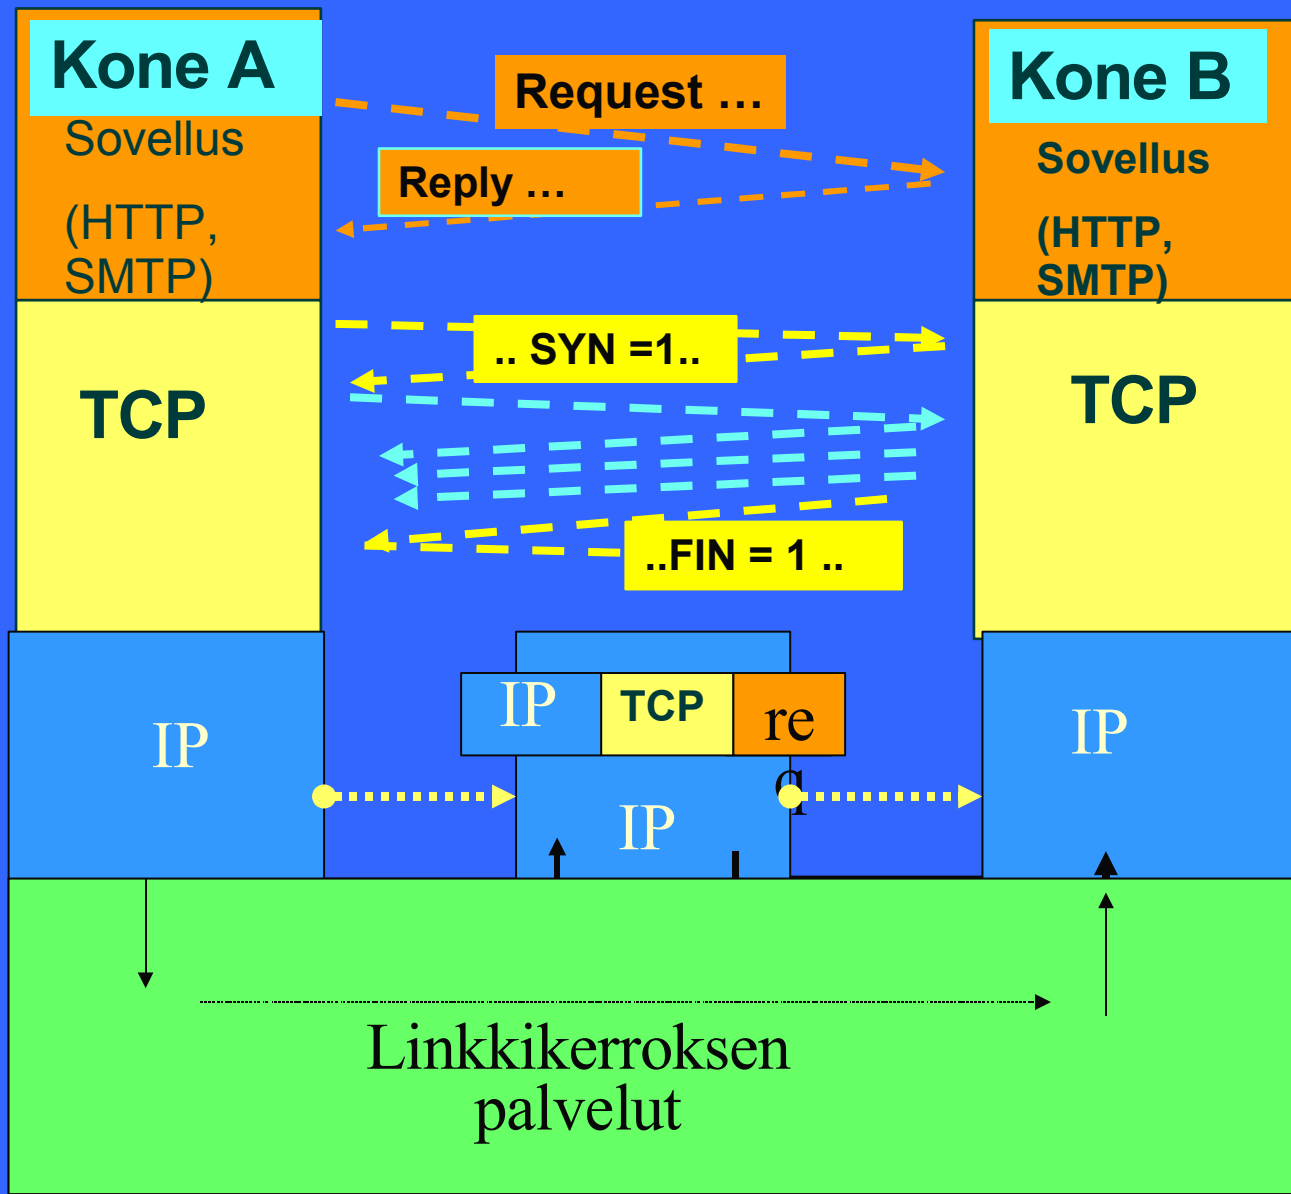 Kone A
Sovellus
(HTTP,
SMTP)
Request …
Reply …
Kone B
Sovellus
(HTTP,
SMTP)
TCP
.. SYN =1..
..FIN = 1 ..
TCP
IP
IP
TCP
re
q
IP
IP
Linkkikerroksen
palvelut